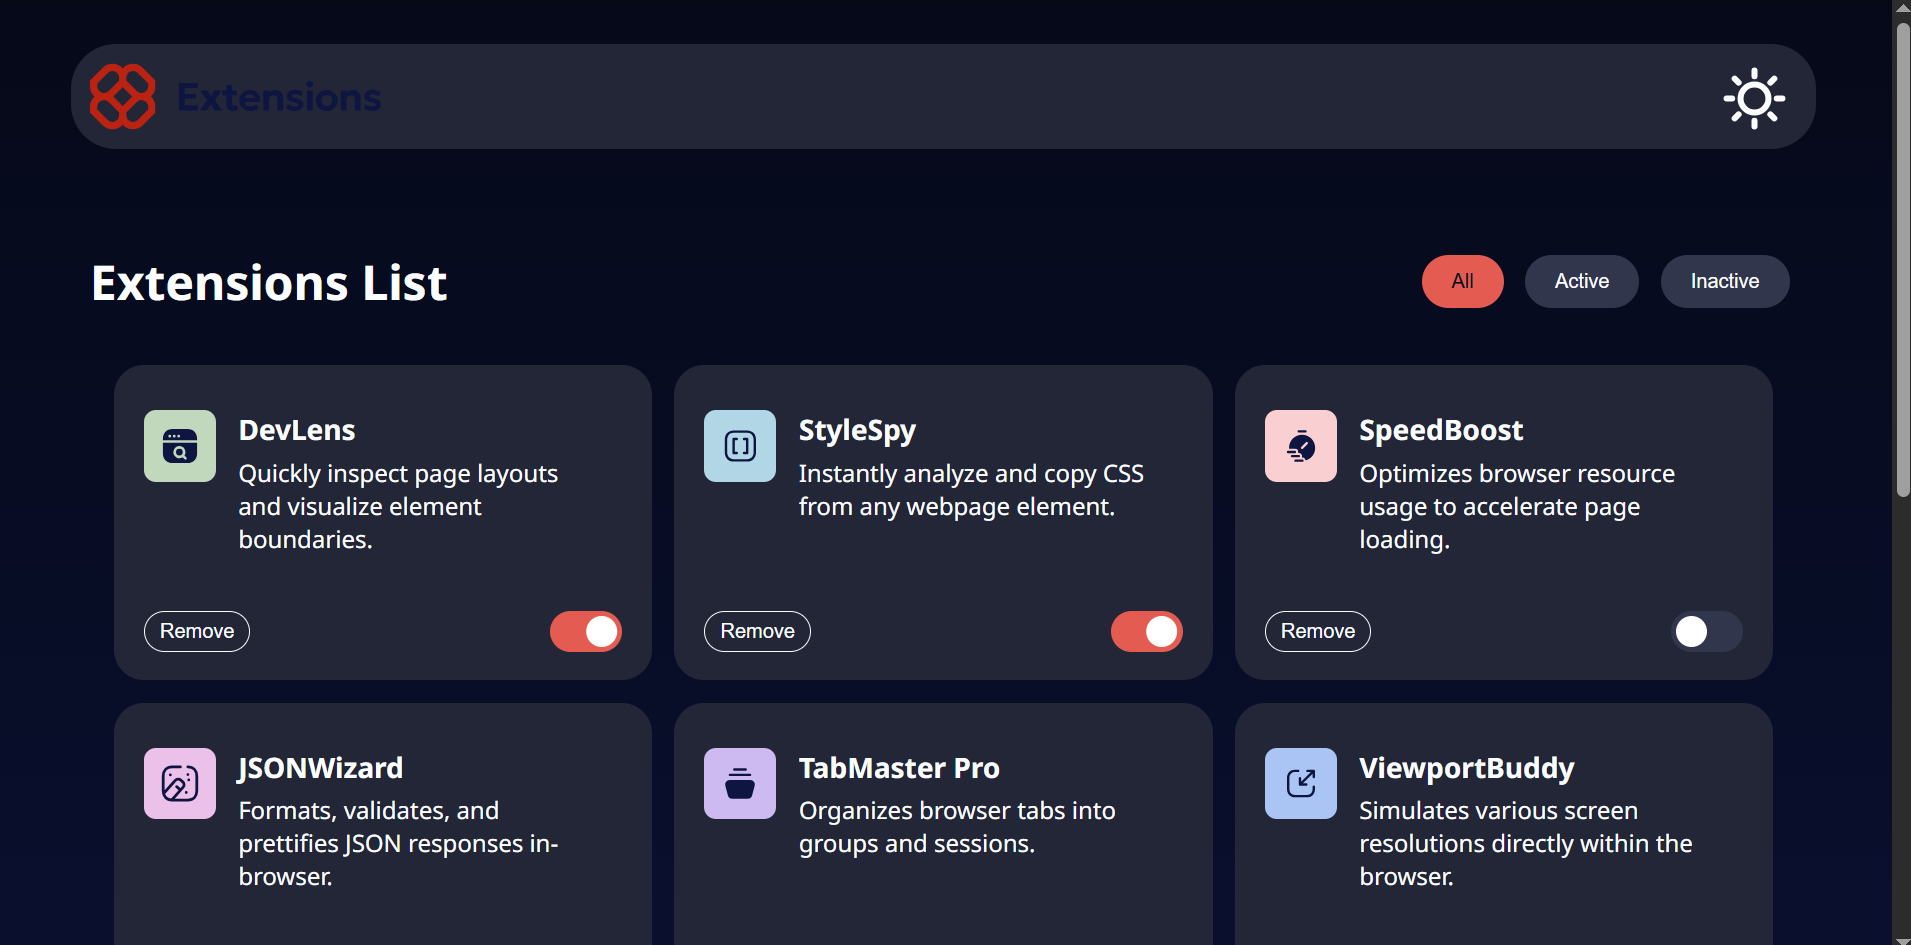 Extensions
Extensions List
All
Active
Inactive
DevLens
Quickly inspect page layouts
and visualize element
boundaries.
Remove
StyleSpy
Instantly analyze and copy CSS
from any webpage element.
Remove
SpeedBoost
Optimizes browser resource
usage to accelerate page
loading.
Remove
JSONWizard
Formats, validates, and
prettifies JSON responses in-
browser.
TabMaster Pro
Organizes browser tabs into
groups and sessions.
ViewportBuddy
Simulates various screen
resolutions directly within the
browser.